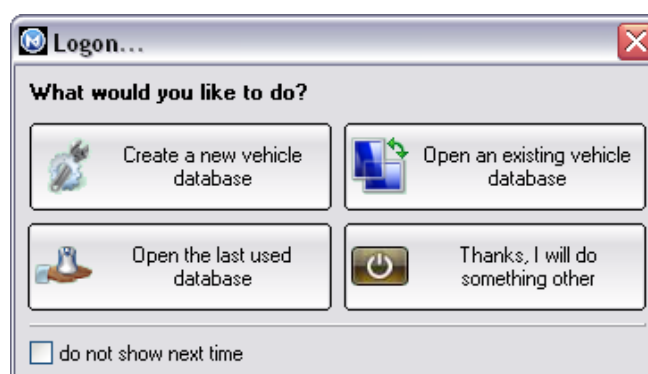 Logon...
What would you like to do?
Create a new vehicle
database
Open an existing vehicle
database
Open the last used
database
Thanks, I will do
something other
do not show next time